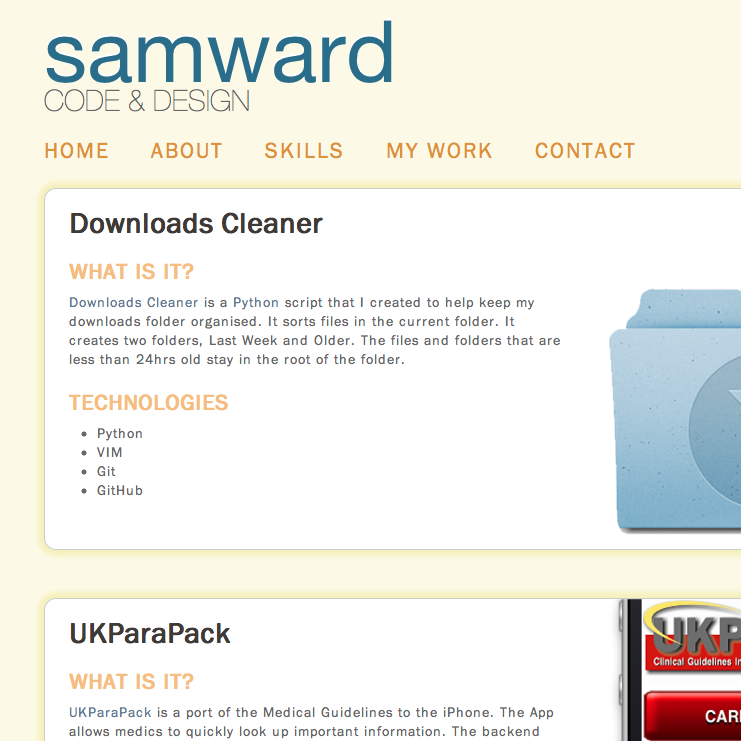 samward
CODE & DESIGN
HOME ABOUT SKILLS MY WORK CONTACT
Downloads Cleaner
WHAT IS IT?
Downloads Cleaner is a Python script that I created to help keep my
downloads folder organised. It sorts files in the current folder. It
creates two folders, Last Week and Older. The files and folders that are
less than 24hrs old stay in the root of the folder.
TECHNOLOGIES
Python
VIM
Git
GitHub
UKParaPack
WHAT IS IT?
UKParaPack is a port of the Medical Guidelines to the iPhone. The App
allows medics to quickly look up important information. The backend
UKP
Clinical Guidelines In
CARI